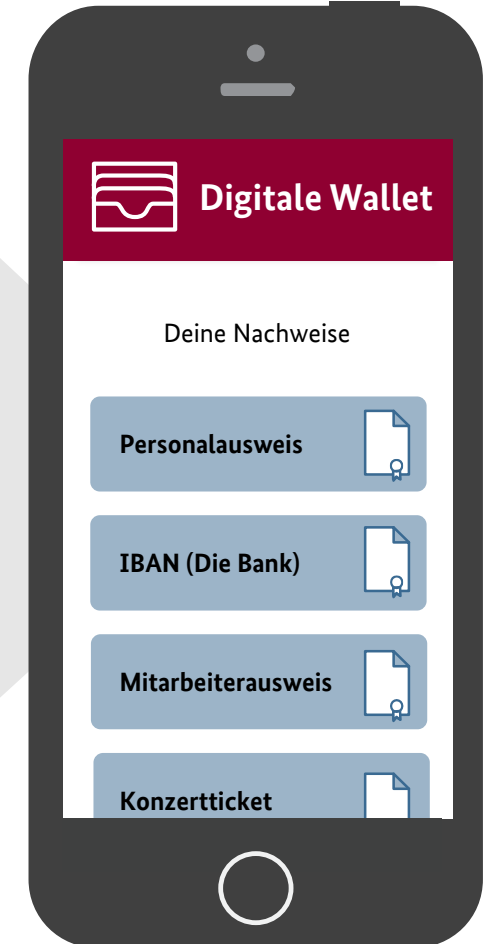 Digitale Wallet
Deine Nachweise
Personalausweis
IBAN (Die Bank)
Mitarbeiterausweis
Konzertticket